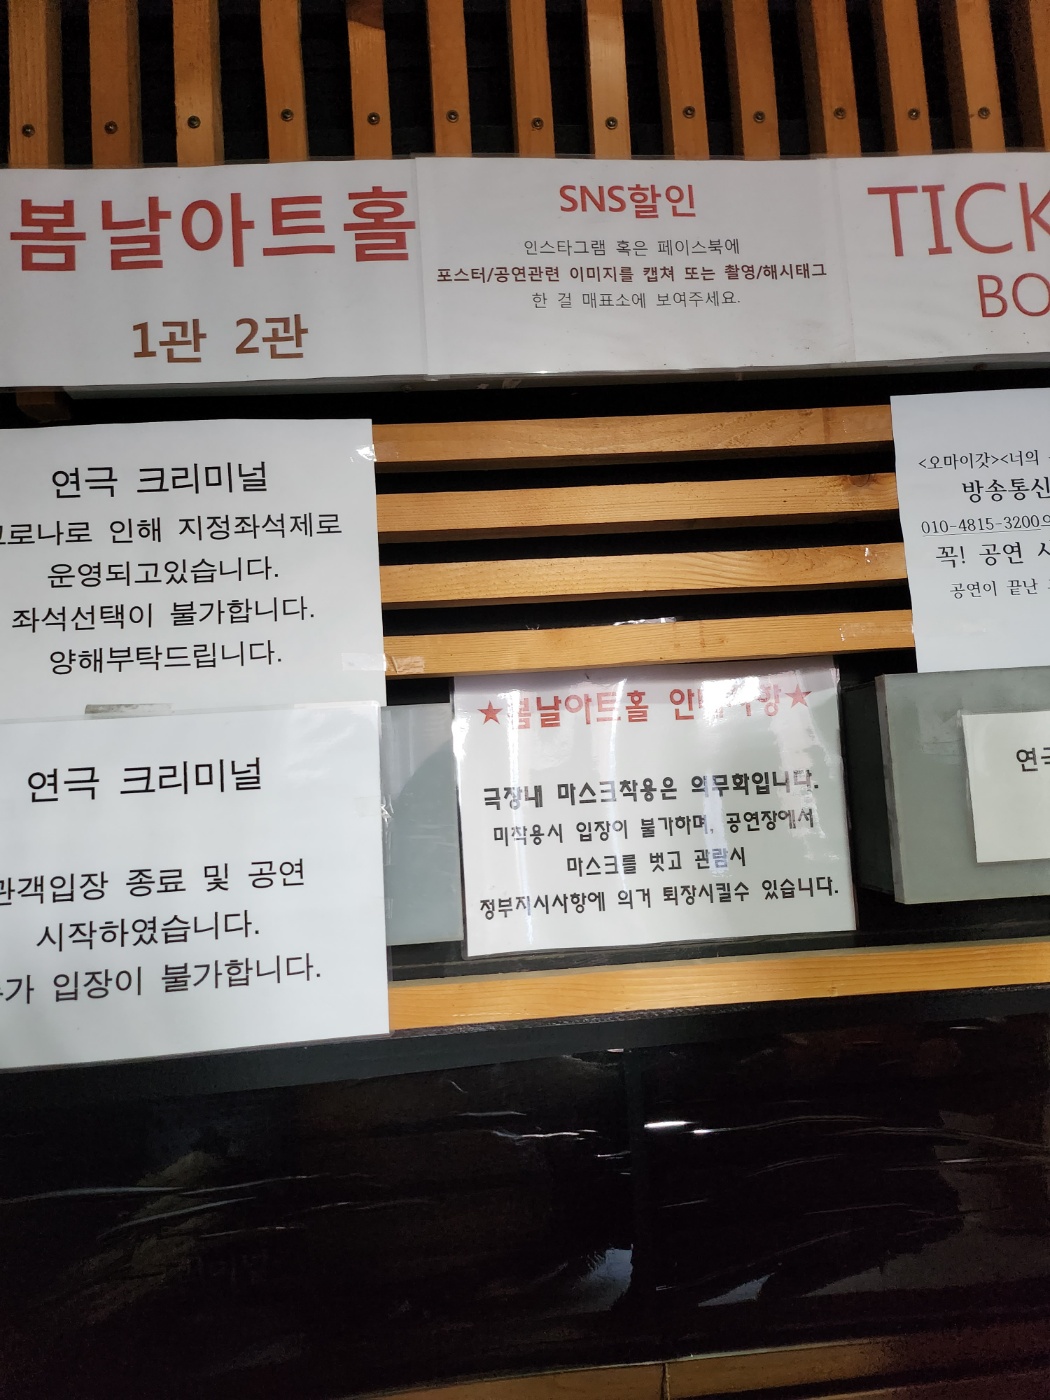 봄날아트홀
1관 2관
SNS할인
인스타그램 혹은 페이스북에
포스터/공연관련 이미지를 캡쳐 또는 촬영/해시태그
한 걸 매표소에 보여주세요.
TICK
BO
연극 크리미널
코로나로 인해 지정좌석제로
운영되고있습니다.
좌석선택이 불가합니다.
양해부탁드립니다.
<오마이갓><너의
방송통신
010-4815-3200으
꼭! 공연 시
공연이 끝난
연극 크리미널
관객입장 종료 및 공연
시작하였습니다.
추가 입장이 불가합니다.
★봄날아트홀 안내사항★
극장내 마스크착용은 의무화입니다.
미착용시 입장이 불가하며, 공연장에서
마스크를 벗고 관람시
정부지시사항에 의거 퇴장시킬수 있습니다.
연극